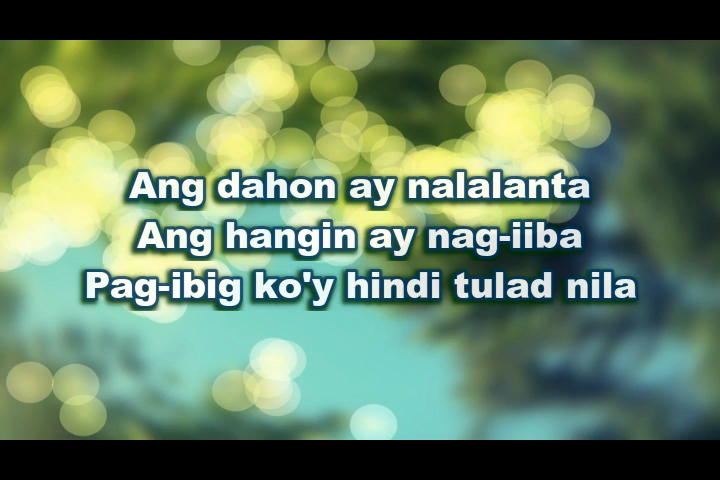 Ang dahon ay nalalanta
Ang hangin ay nag-iiba
Pag-ibig ko'y hindi tulad nila